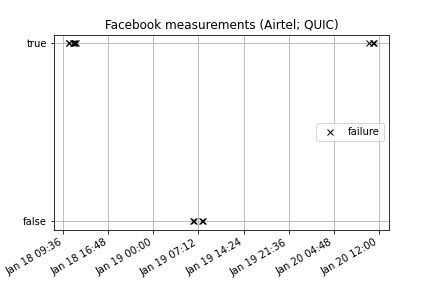 Facebook measurements (Airtel; QUIC)
true
failure
false
Jan 18 09:36
Jan 18 16:48
Jan 19 00:00
Jan 19 07:12
Jan 19 14:24
Jan 19 21:36
Jan 20 04:48
Jan 20 12:00